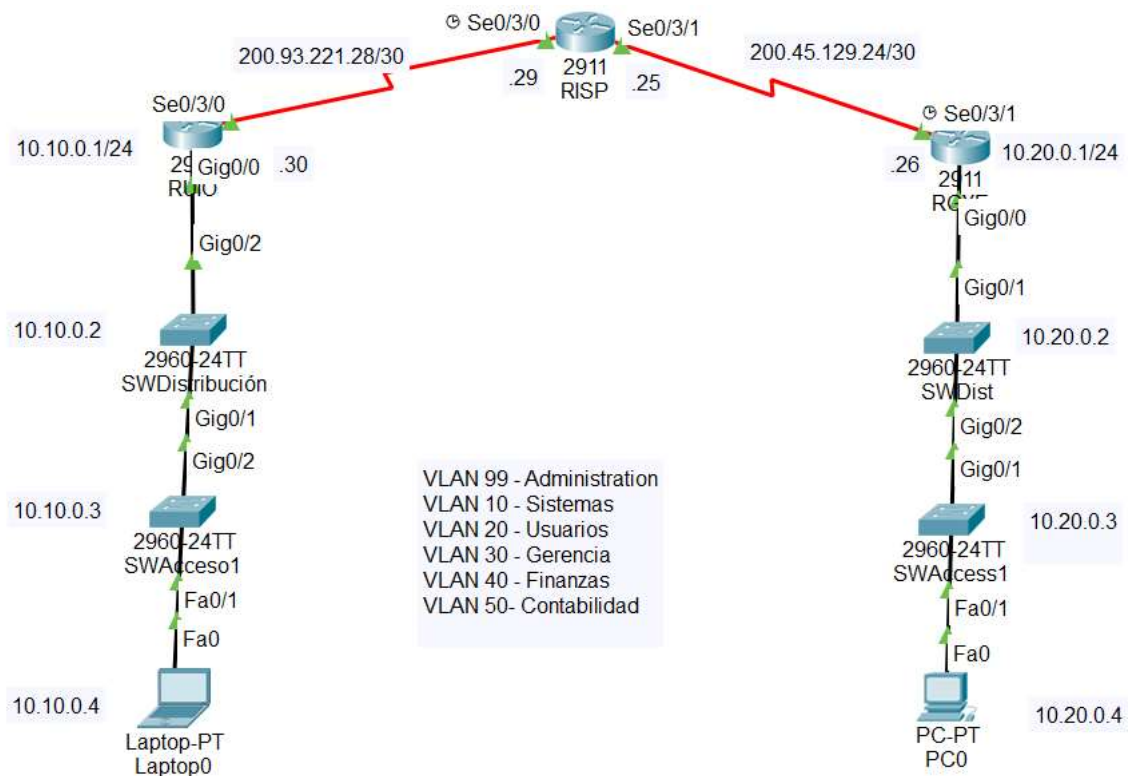 Se0/3/0
Se0/3/1
200.93.221.28/30
2911
RISP
.29
.25
200.45.129.24/30
Se0/3/0
10.10.0.1/24
Gig0/0
.30
Se0/3/1
.26
2911
10.20.0.1/24
Gig0/0
Gig0/2
Gig0/1
10.10.0.2
2960-24TT
SWDistribución
10.20.0.2
2960-24TT
SWDist
Gig0/1
Gig0/2
Gig0/2
Gig0/1
VLAN 99 - Administration
VLAN 10 - Sistemas
VLAN 20 - Usuarios
VLAN 30 - Gerencia
VLAN 40 - Finanzas
VLAN 50- Contabilidad
10.10.0.3
2960-24TT
SWAcceso1
10.20.0.3
2960-24TT
SWAccess1
Fa0/1
Fa0
Fa0/1
Fa0
10.10.0.4
Laptop-PT
Laptop0
PC-PT
PC0
10.20.0.4